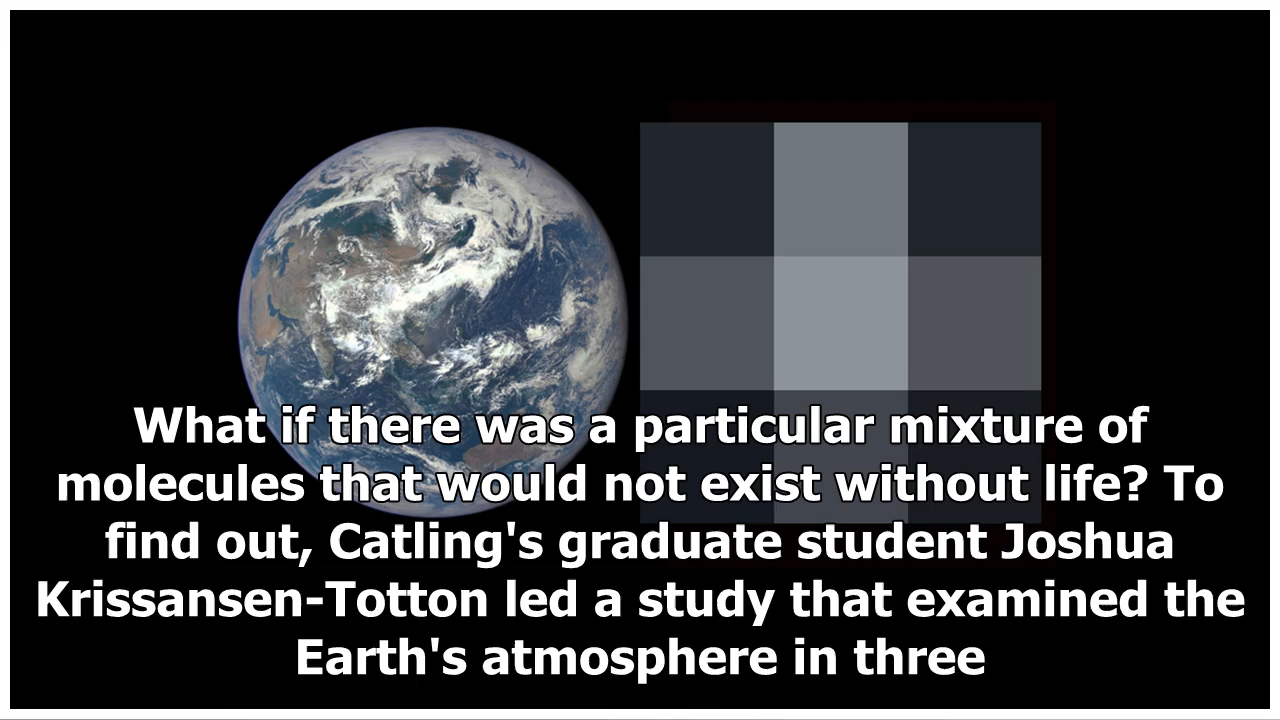 What if there was a particular mixture of
molecules that would not exist without life? To
find out, Catling's graduate student Joshua
Krissansen-Totton led a study that examined the
Earth's atmosphere in three